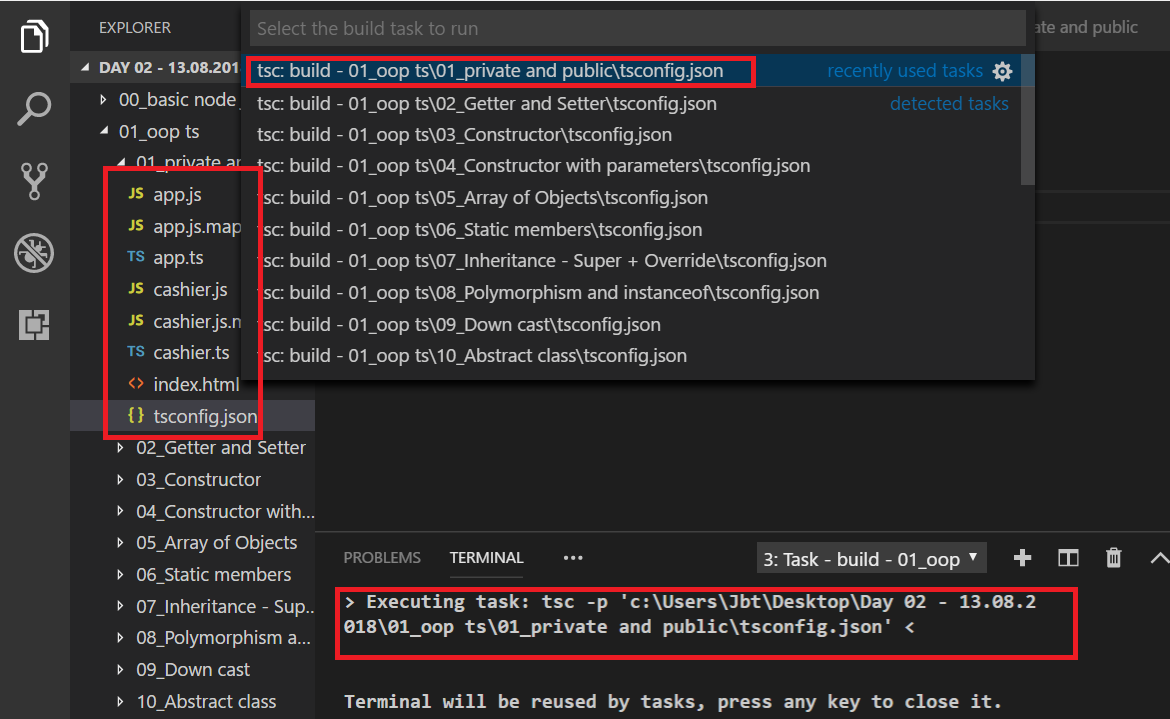 EXPLORER
DAY 02 - 13.08.201
00_basic node
01_oop ts
01_private an
JS app.js
JS app.js.map
TS app.ts
JS cashier.js
JS cashier.js.m
TS cashier.ts
<> index.html
{} tsconfig.json
02_Getter and Setter
03_Constructor
04_Constructor with...
05_Array of Objects
06_Static members
07_Inheritance - Sup...
08_Polymorphism a...
09_Down cast
10_Abstract class
Select the build task to run
ate and public
tsc: build - 01_oop ts\01_private and public\tsconfig.json recently used tasks
tsc: build - 01_oop ts\02_Getter and Setter\tsconfig.json detected tasks
tsc: build - 01_oop ts\03_Constructor\tsconfig.json
tsc: build - 01_oop ts\04_Constructor with parameters\tsconfig.json
tsc: build - 01_oop ts\05_Array of Objects\tsconfig.json
tsc: build - 01_oop ts\06_Static members\tsconfig.json
tsc: build - 01_oop ts\07_Inheritance - Super + Override\tsconfig.json
tsc: build - 01_oop ts\08_Polymorphism and instanceof\tsconfig.json
tsc: build - 01_oop ts\09_Down cast\tsconfig.json
tsc: build - 01_oop ts\10_Abstract class\tsconfig.json
PROBLEMS TERMINAL ... 3: Task - build - 01_oop
> Executing task: tsc -p 'c:\Users\Jbt\Desktop\Day 02 - 13.08.2
018\01_oop ts\01_private and public\tsconfig.json' <
Terminal will be reused by tasks, press any key to close it.